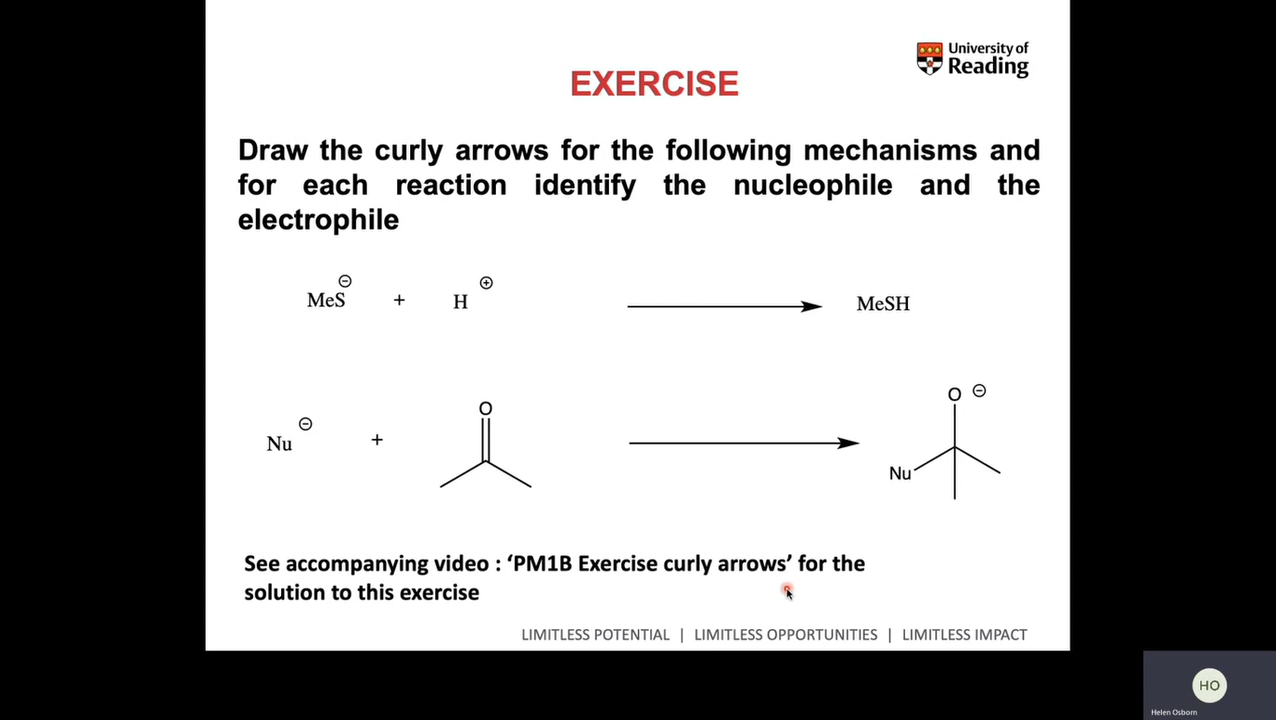 University of
Reading
EXERCISE
Draw the curly arrows for the following mechanisms and
for each reaction identify the nucleophile and the
electrophile
MeS⊖ + H⊕ MeSH
Nu⊖ + O O⊖
Nu
See accompanying video : ‘PM1B Exercise curly arrows’ for the
solution to this exercise
LIMITLESS POTENTIAL | LIMITLESS OPPORTUNITIES | LIMITLESS IMPACT
HO
Helen Osborn